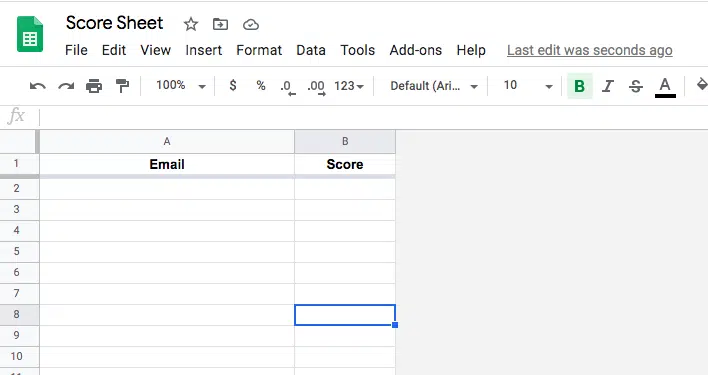 Score Sheet
File Edit View Insert Format Data Tools Add-ons Help Last edit was seconds ago
100% $ % .0 .00 123 Default (Ari... 10 B I S A
fx
A B
1 Email Score
2
3
4
5
6
7
8
9
10